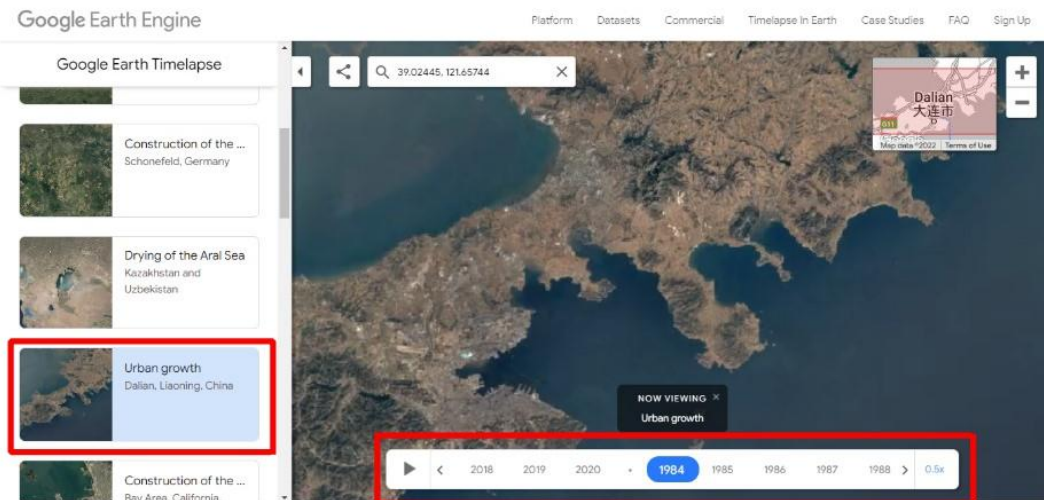 Google Earth Engine
Platform Datasets Commercial Timelapse In Earth Case Studies FAQ Sign Up
Google Earth Timelapse
Construction of the ...
Schonefeld, Germany
Drying of the Aral Sea
Kazakhstan and
Uzbekistan
Urban growth
Dalian, Liaoning, China
Construction of the ...
Bay Area, California
39.02445, 121.65744
Dalian
大连市
G11
Map data ©2022 Terms of Use
NOW VIEWING
Urban growth
2018 2019 2020 1984 1985 1986 1987 1988 0.5x